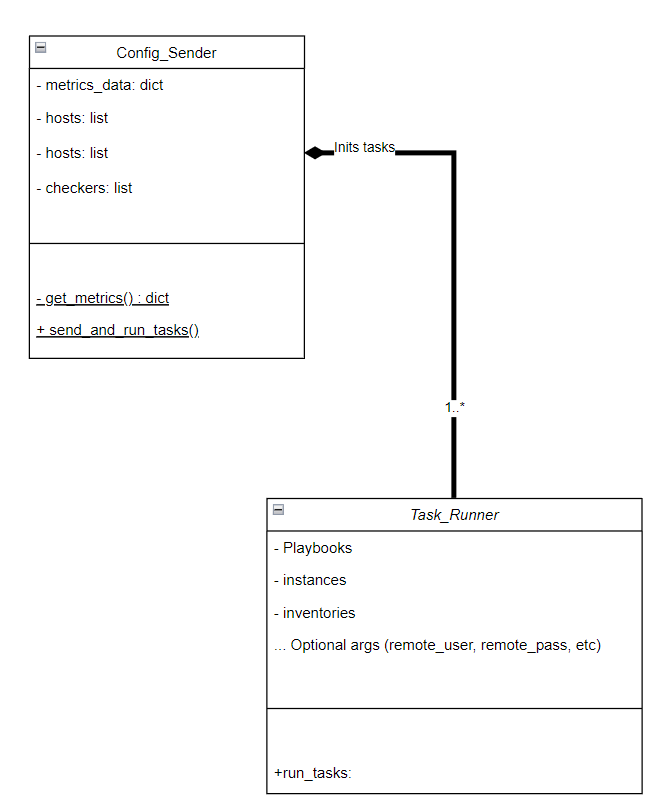 Config_Sender
- metrics_data: dict
- hosts: list
- hosts: list
- checkers: list
- get_metrics() : dict
+ send_and_run_tasks()
Inits tasks
1..*
Task_Runner
- Playbooks
- instances
- inventories
... Optional args (remote_user, remote_pass, etc)
+run_tasks: